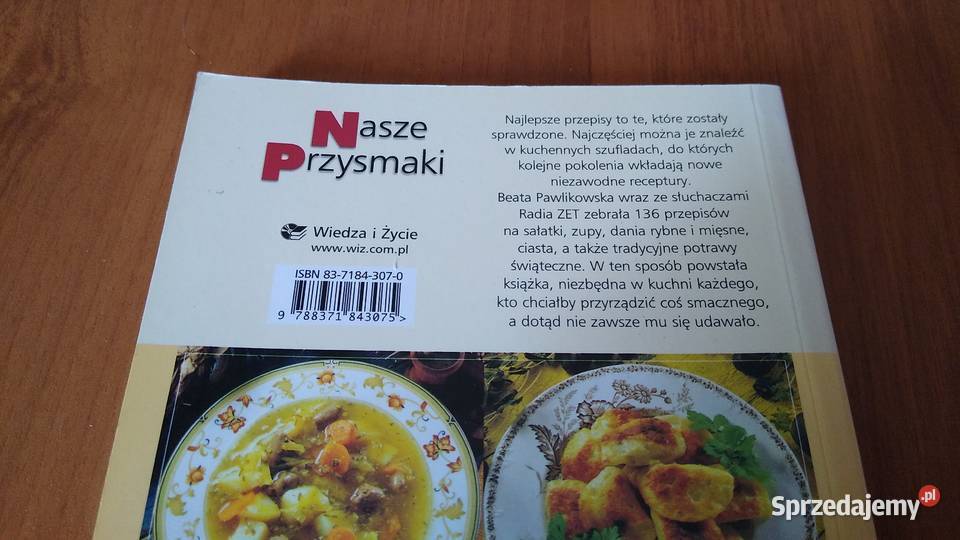 Nasze
Przysmaki
Wiedza i Życie
www.wiz.com.pl
ISBN 83-7184-307-0
9 788371 843075 >
Najlepsze przepisy to te, które zostały
sprawdzone. Najczęściej można je znaleźć
w kuchennych szufladach, do których
kolejne pokolenia wkładają nowe
niezawodne receptury.
Beata Pawlikowska wraz ze słuchaczami
Radia ZET zebrała 136 przepisów
na sałatki, zupy, dania rybne i mięsne,
ciasta, a także tradycyjne potrawy
świąteczne. W ten sposób powstała
książka, niezbędna w kuchni każdego,
kto chciałby przyrządzić coś smacznego,
a dotąd nie zawsze mu się udawało.
Sprzedajemy.pl